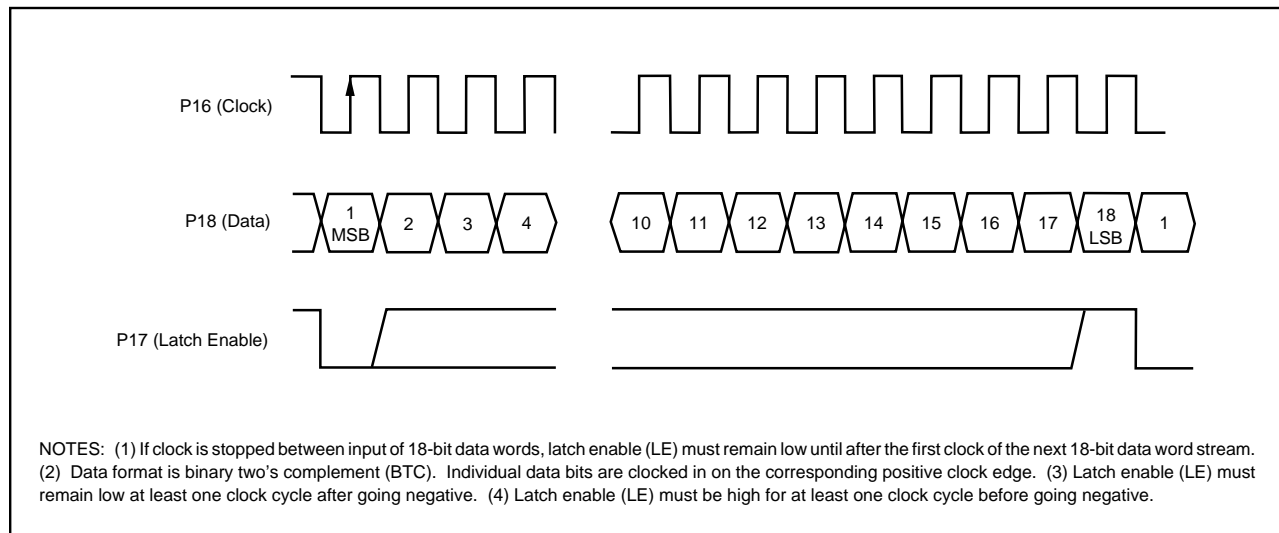 P16 (Clock)
P18 (Data)
1
MSB
2
3
4
10
11
12
13
14
15
16
17
18
LSB
1
P17 (Latch Enable)
NOTES: (1) If clock is stopped between input of 18-bit data words, latch enable (LE) must remain low until after the first clock of the next 18-bit data word stream.
(2) Data format is binary two's complement (BTC). Individual data bits are clocked in on the corresponding positive clock edge. (3) Latch enable (LE) must
remain low at least one clock cycle after going negative. (4) Latch enable (LE) must be high for at least one clock cycle before going negative.